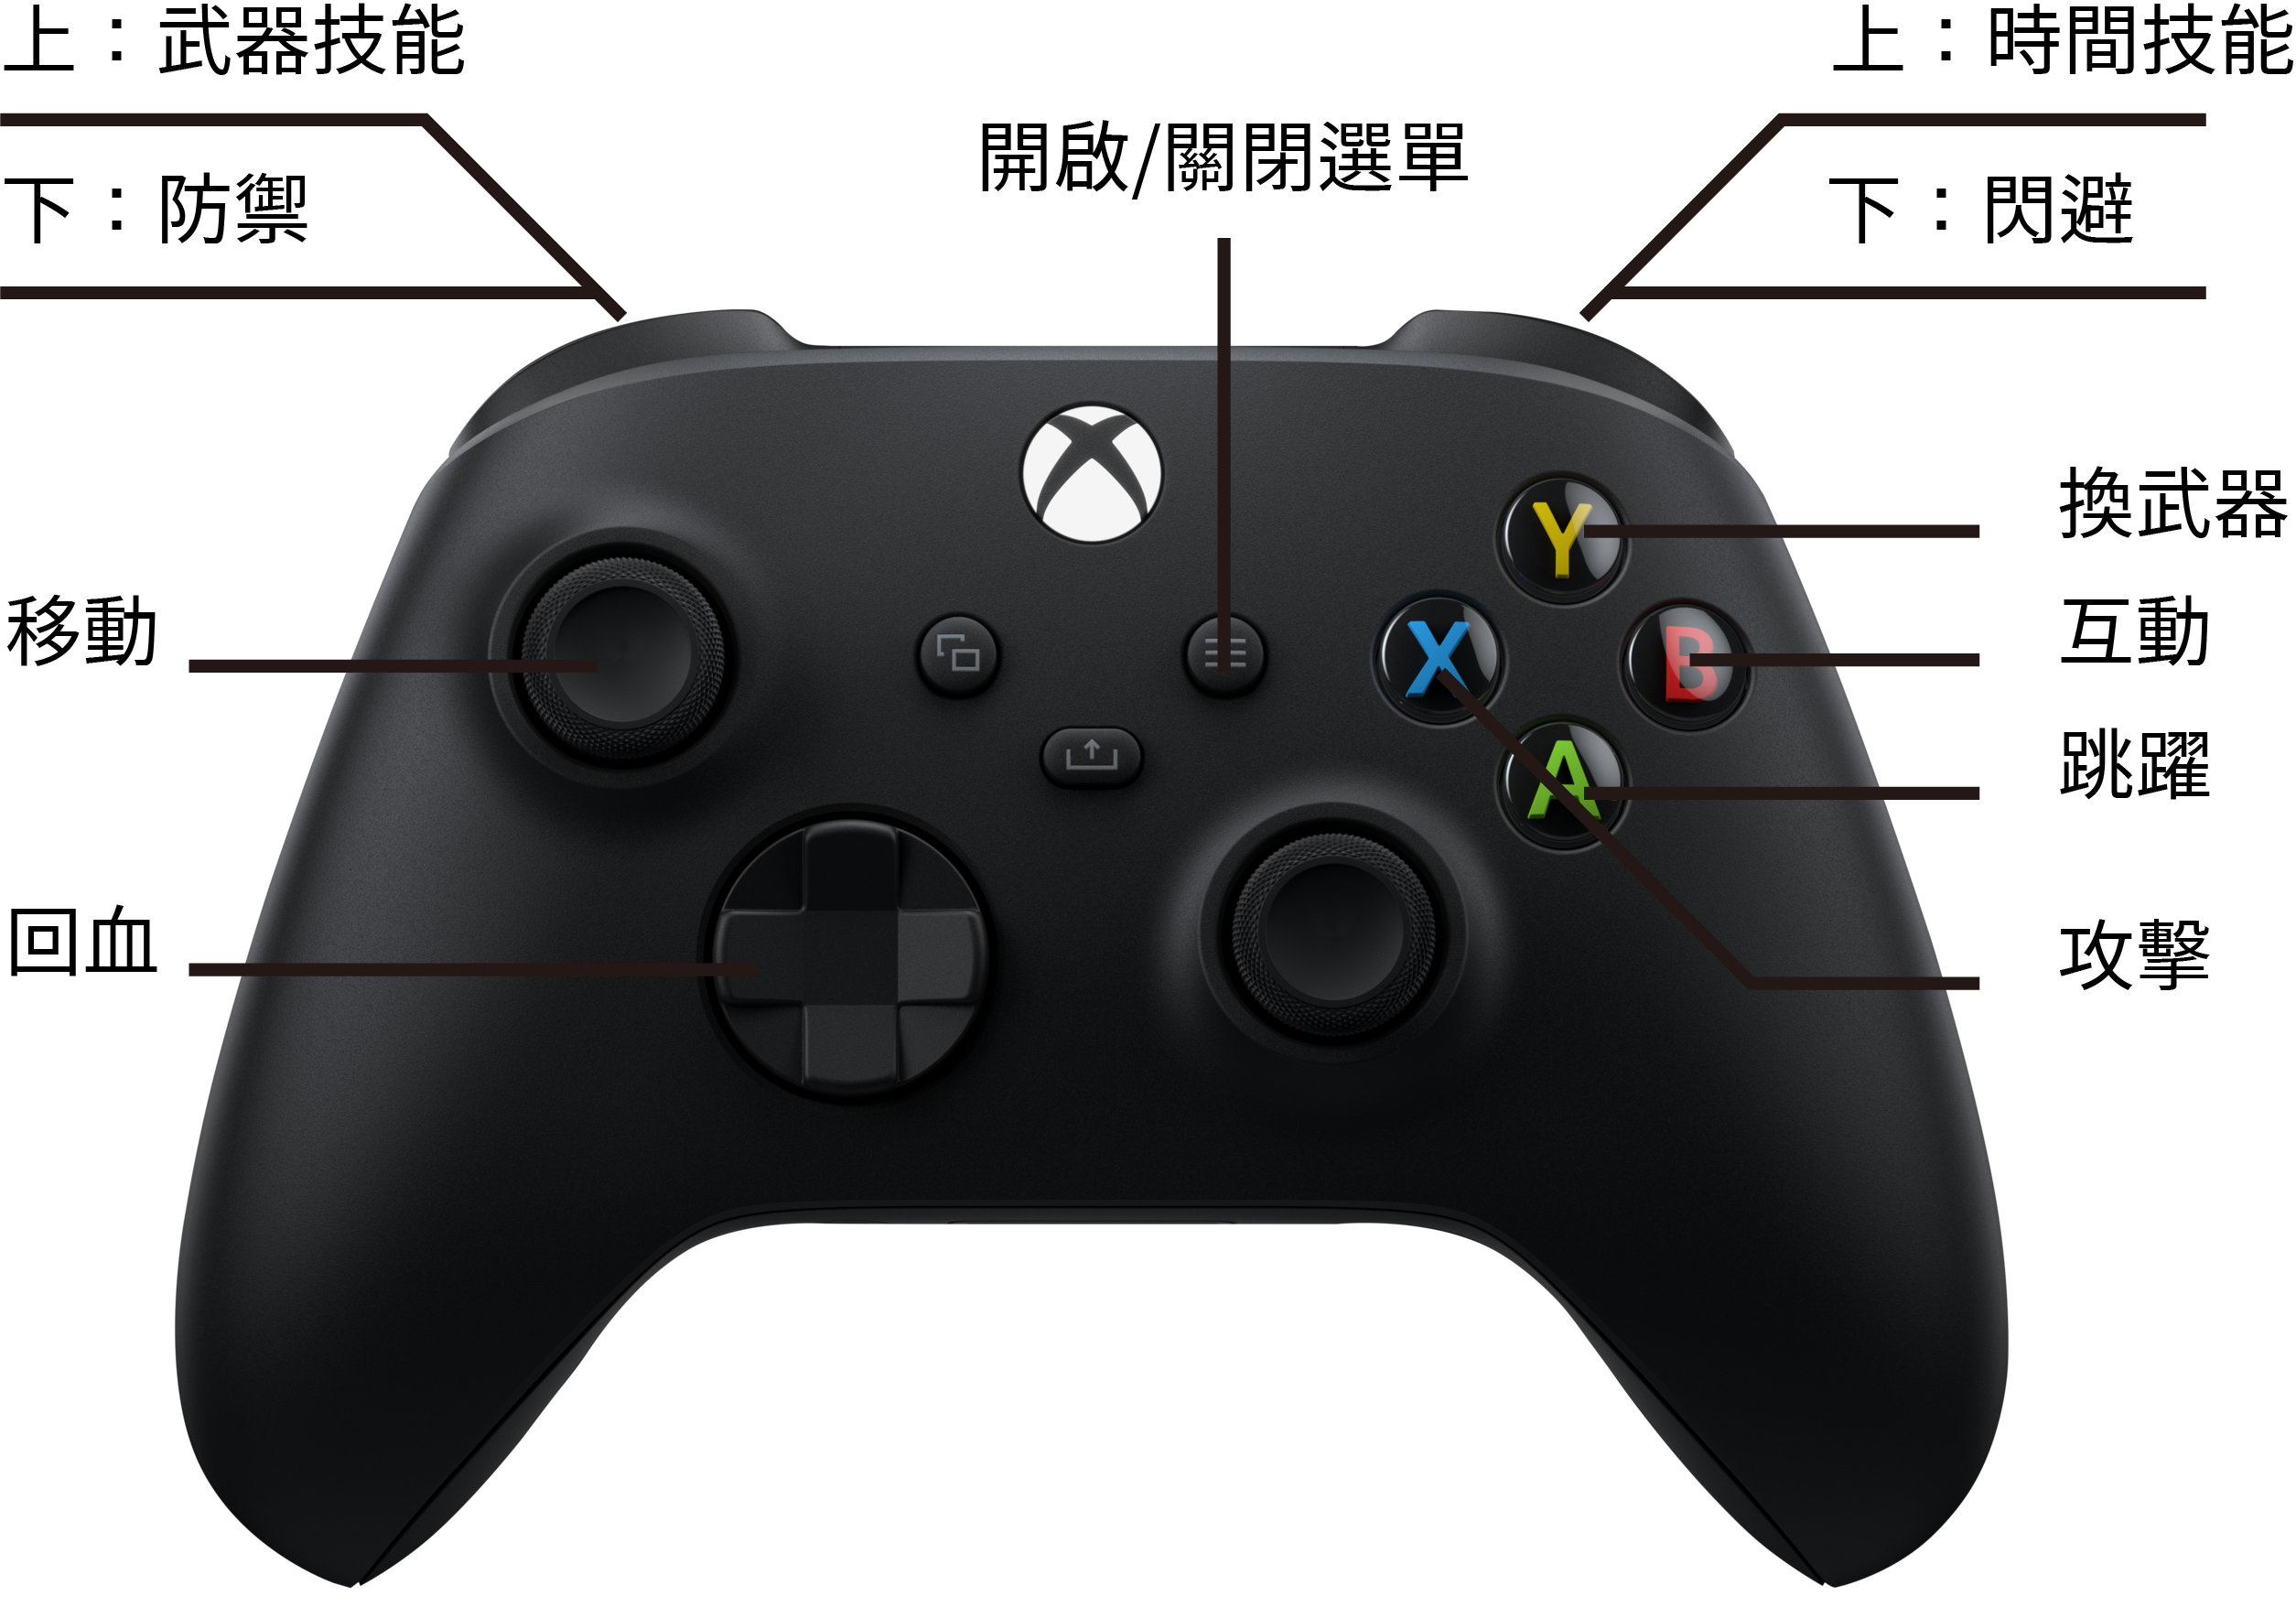 上：武器技能
上：時間技能
開啟/關閉選單
下：防禦
下：閃避
換武器
Y
移動
互動
X
B
跳躍
A
回血
攻擊